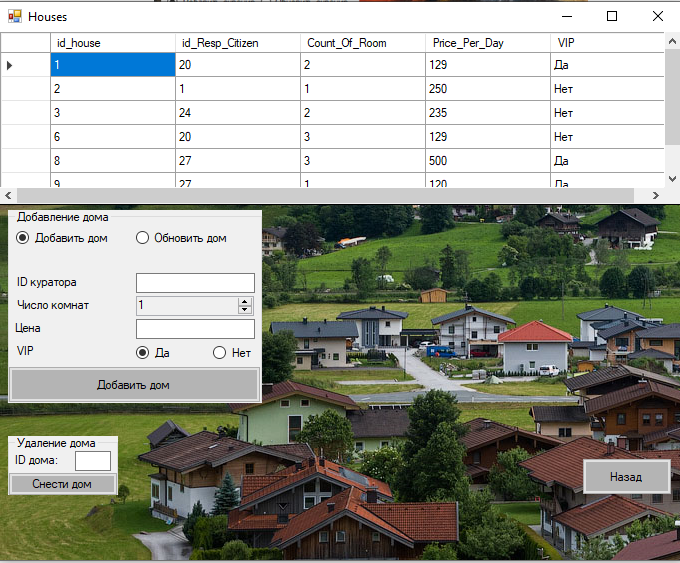 Houses
id_house id_Resp_Citizen Count_Of_Room Price_Per_Day VIP
1 20 2 129 Да
2 1 1 250 Нет
3 24 2 235 Нет
6 20 3 129 Нет
8 27 3 500 Да
9 27 1 120 Да
Добавление дома
Добавить дом Обновить дом
ID куратора
Число комнат 1
Цена
VIP Да Нет
Добавить дом
Удаление дома
ID дома:
Снести дом
Назад